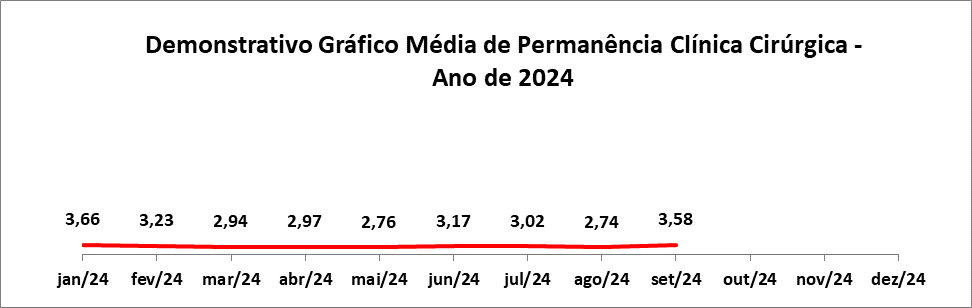 Demonstrativo Gráfico Média de Permanência Clínica Cirúrgica -
Ano de 2024
3,66 3,23 2,94 2,97 2,76 3,17 3,02 2,74 3,58
jan/24 fev/24 mar/24 abr/24 mai/24 jun/24 jul/24 ago/24 set/24 out/24 nov/24 dez/24